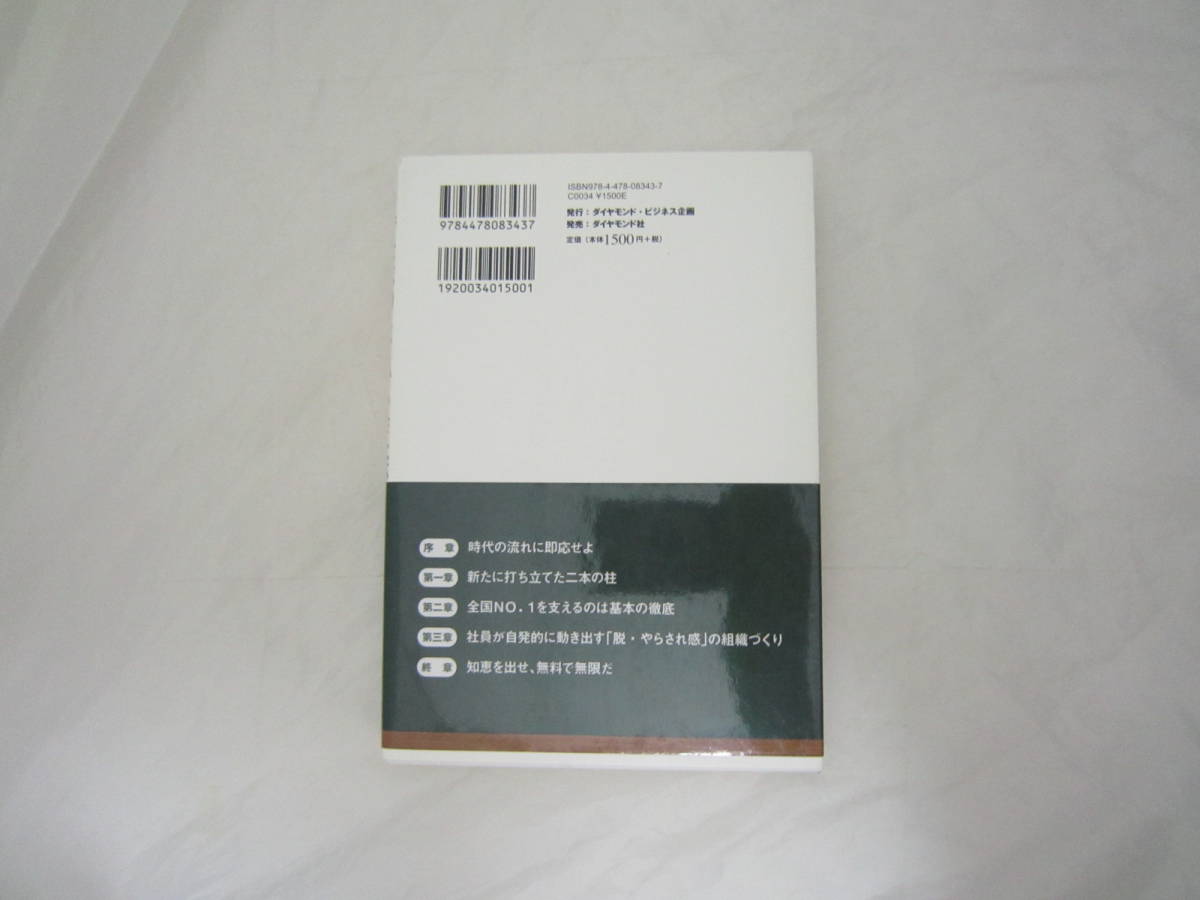 9784478083437
1920034015001
ISBN978-4-478-08343-7
C0034 ¥1500E
発行：ダイヤモンド・ビジネス企画
発売：ダイヤモンド社
定価（本体1500円＋税）
序 章 時代の流れに即応せよ
第一章 新たに打ち立てた二本の柱
第二章 全国NO．1を支えるのは基本の徹底
第三章 社員が自発的に動き出す「脱・やらされ感」の組織づくり
終 章 知恵を出せ、無料で無限だ